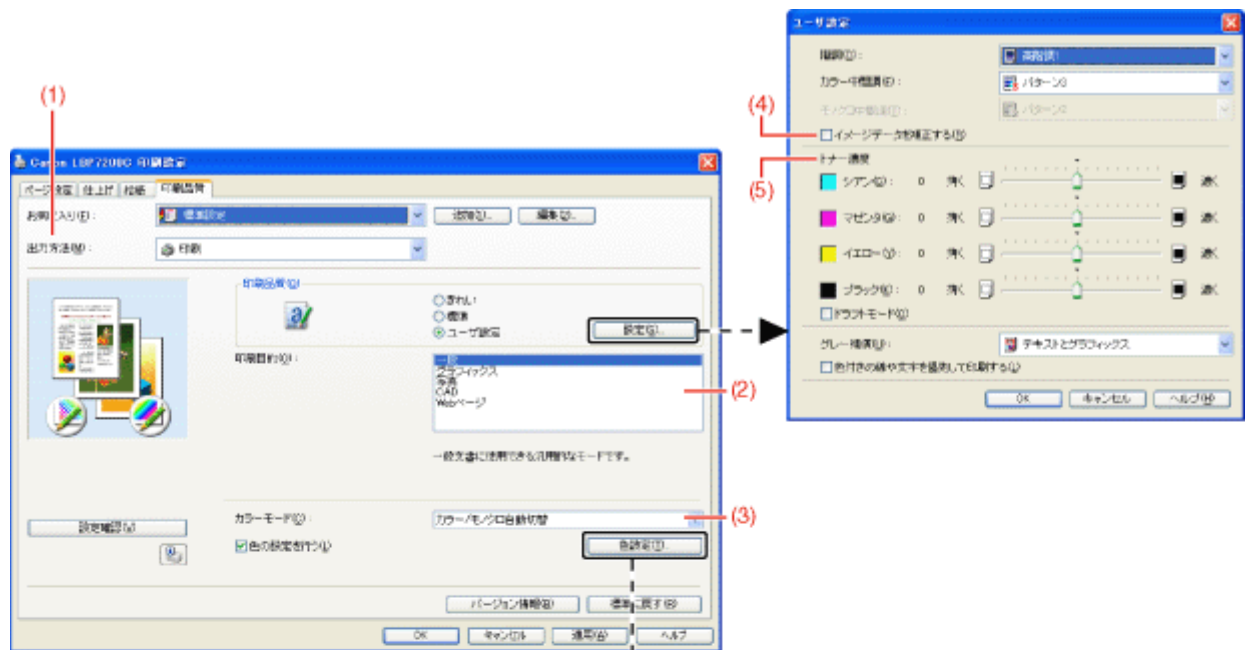 (1)
Canon LBP7200C 印刷設定
ページ設定 仕上げ 給紙 印刷品質
お気に入り(F): 標準設定 追加(1)... 編集(2)...
出力方法(M): 印刷
印刷品質(Q)
きれい
標準
ユーザ設定
設定(G)...
印刷目的(O):
一般
グラフィックス
写真
CAD
Webページ
(2)
一般文書に使用できる汎用的なモードです。
設定確認(V)
カラーモード(C): カラー/モノクロ自動切替
(3)
色の設定を行う(L)
色設定(T)...
バージョン情報(B) 標準に戻す(R)
OK キャンセル 適用(A) ヘルプ
ユーザ設定
階調(D): 高階調1
カラー中間調(E): パターン3
モノクロ中間調(F):
(4)
イメージデータを補正する(R)
(5)
トナー濃度
シアン(C): 0 薄く 濃く
マゼンタ(G): 0 薄く 濃く
イエロー(Y): 0 薄く 濃く
ブラック(K): 0 薄く 濃く
ドラフトモード(X)
グレー補償(U): テキストとグラフィックス
色付きの線や文字を強調して印刷する(L)
OK キャンセル ヘルプ(H)